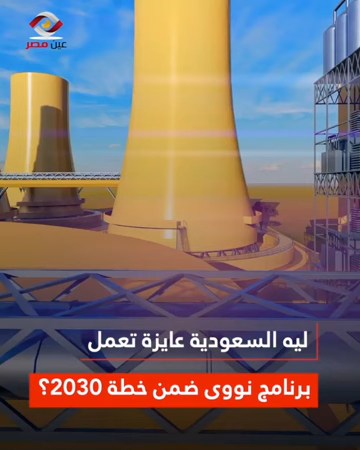 عين مصر
ليه السعودية عايزة تعمل
برنامج نووى ضمن خطة 2030؟